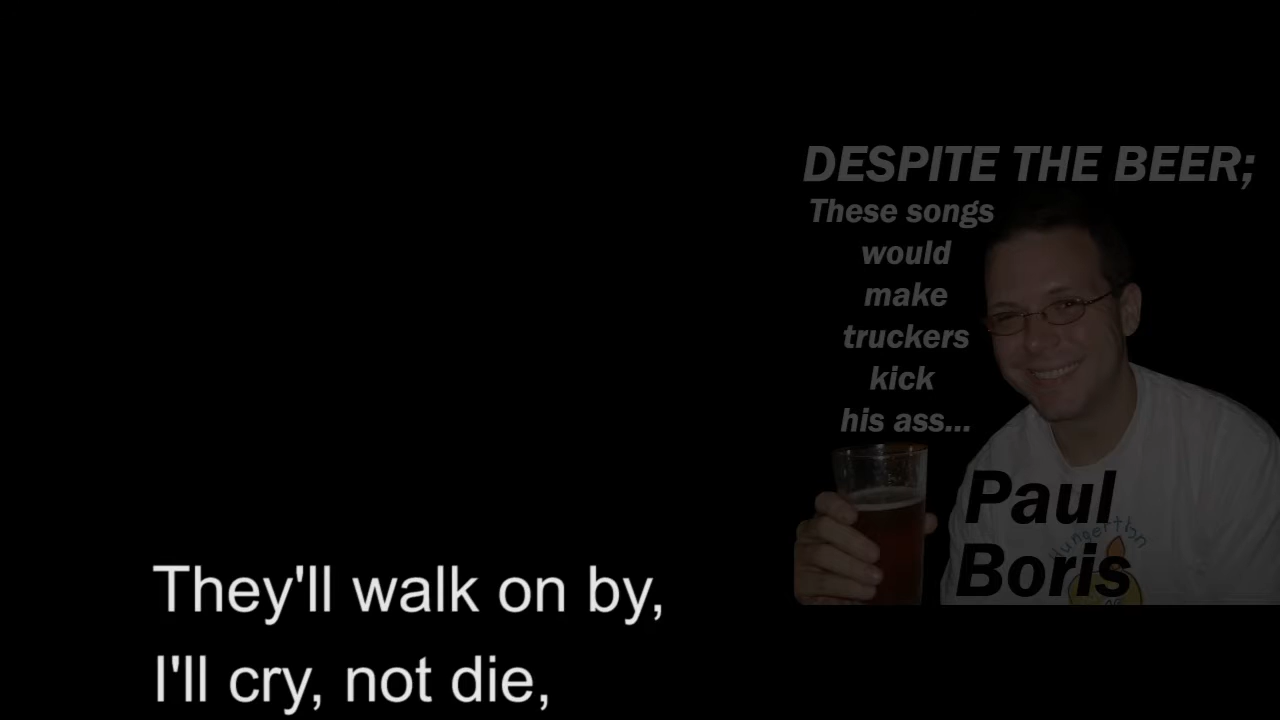 DESPITE THE BEER;
These songs
would
make
truckers
kick
his ass...
Paul
Boris
They'll walk on by,
I'll cry, not die,